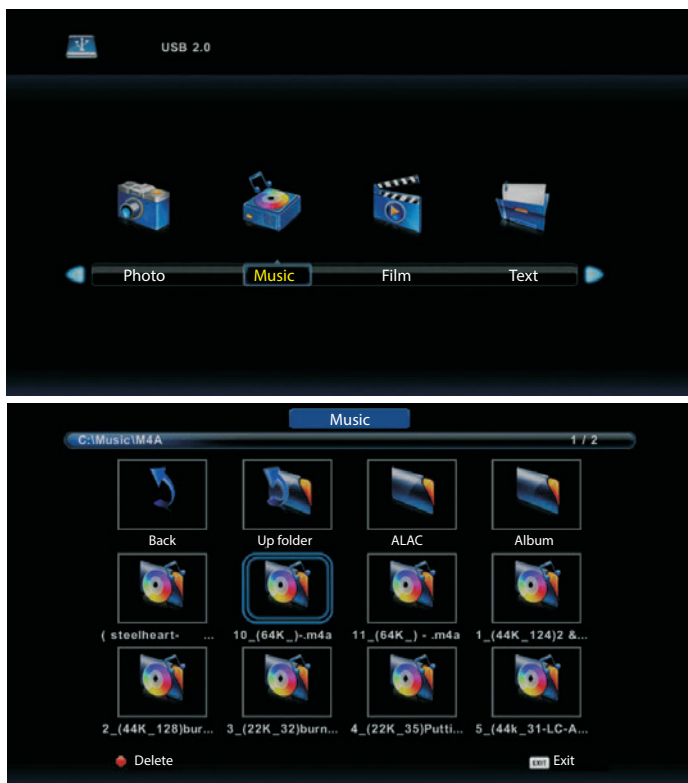 USB 2.0
Photo Music Film Text
Music
C:\Music\M4A 1 / 2
Back Up folder ALAC Album
( steelheart- ... 10_(64K_)-.m4a 11_(64K_) - .m4a 1_(44K_124)2 &...
2_(44K_128)bur... 3_(22K_32)burn... 4_(22K_35)Putti... 5_(44k_31-LC-A...
Delete EXIT Exit